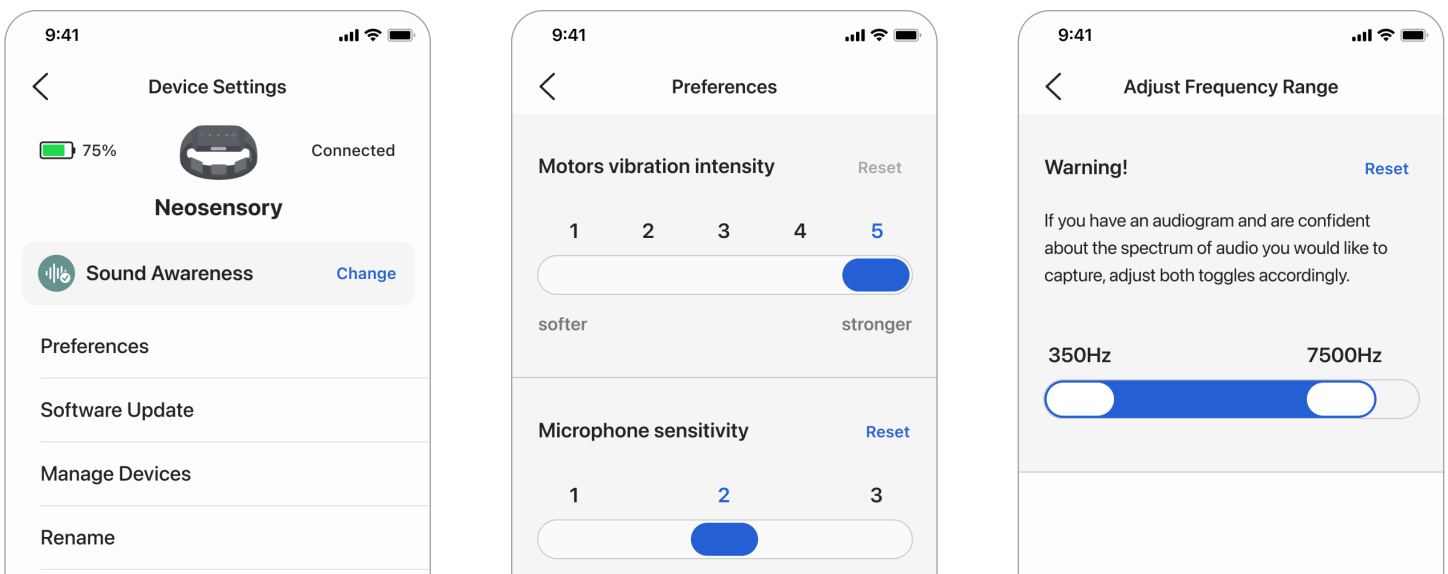 9:41
Device Settings
75%
Connected
Neosensory
Sound Awareness
Change
Preferences
Software Update
Manage Devices
Rename
9:41
Preferences
Motors vibration intensity
Reset
1 2 3 4 5
softer
stronger
Microphone sensitivity
Reset
1 2 3
9:41
Adjust Frequency Range
Warning!
Reset
If you have an audiogram and are confident
about the spectrum of audio you would like to
capture, adjust both toggles accordingly.
350Hz
7500Hz